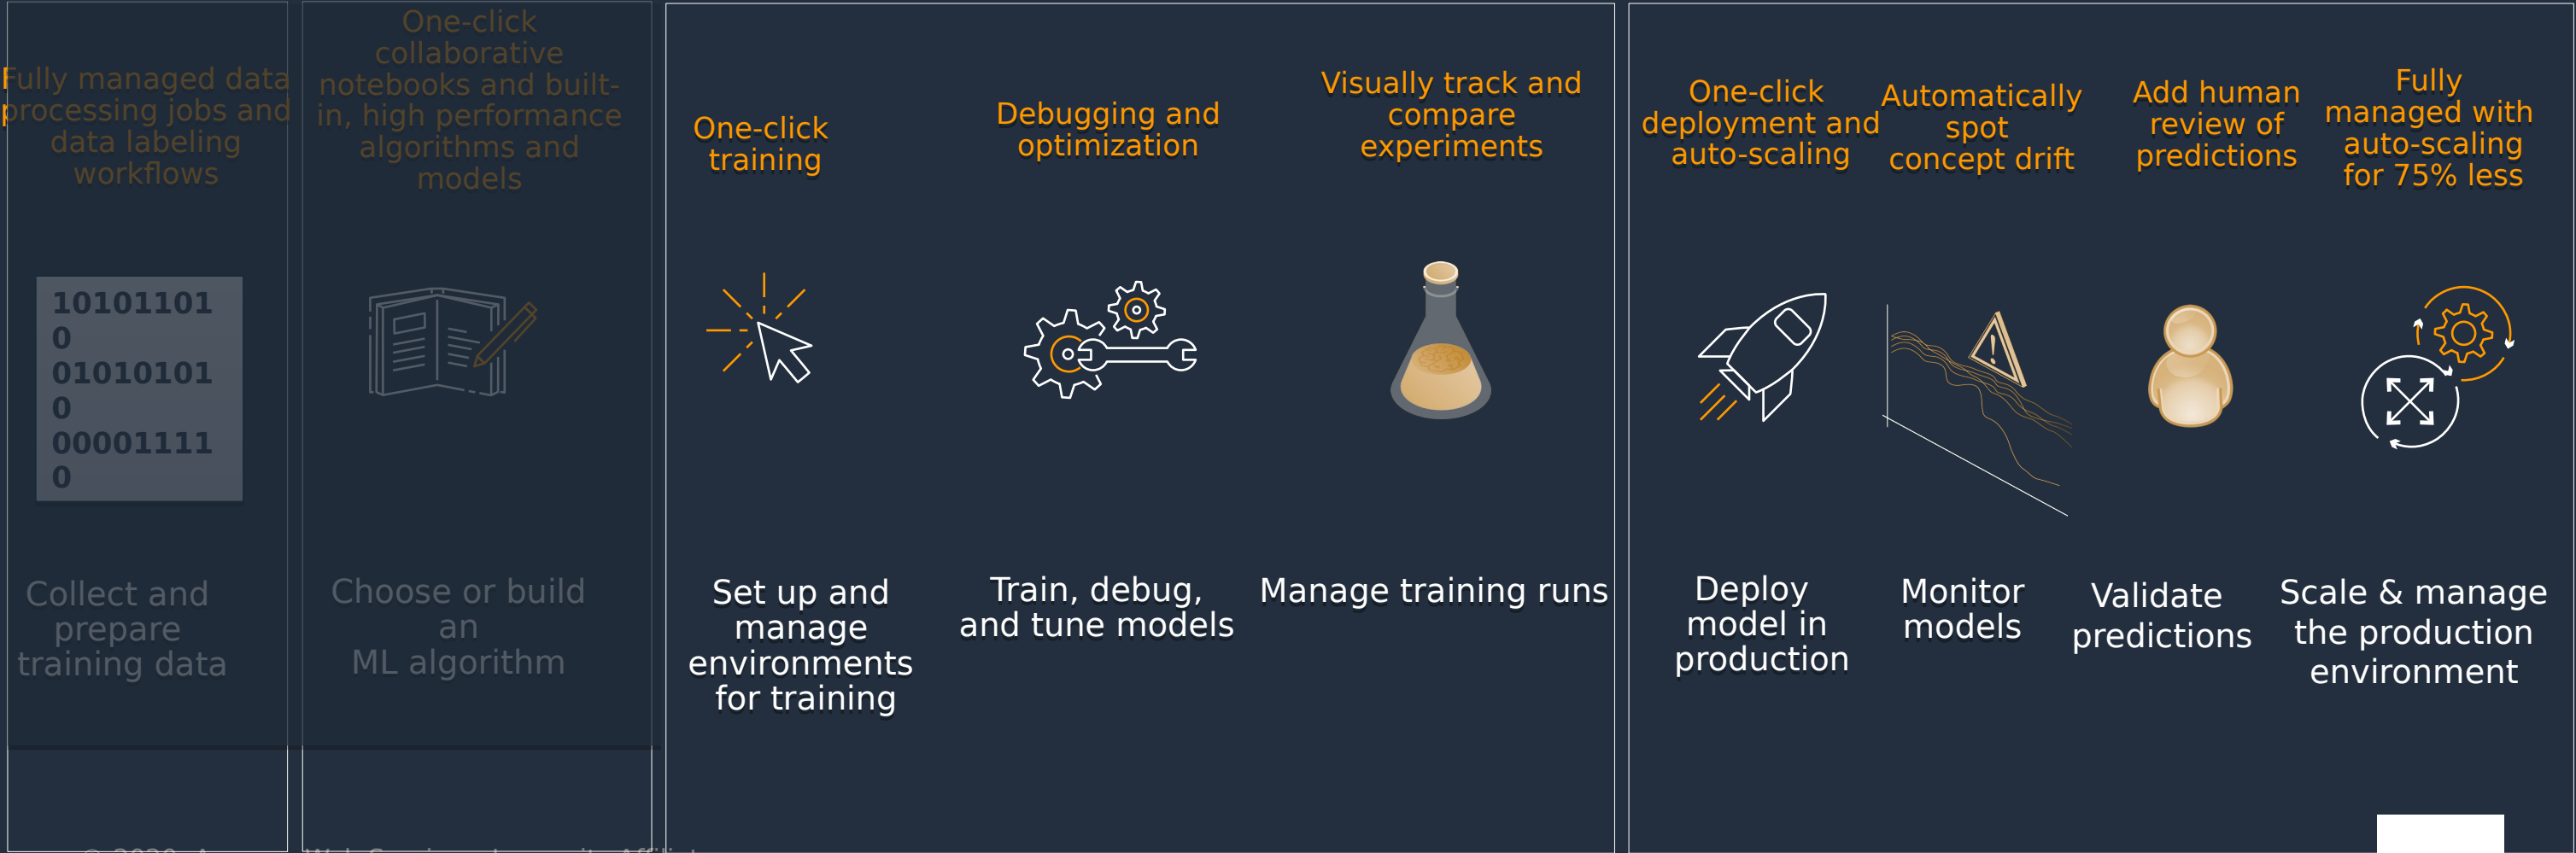 Fully managed data
processing jobs and
data labeling
workflows
10101101
0
01010101
0
00001111
0
Collect and
prepare
training data
One-click
collaborative
notebooks and built-
in, high performance
algorithms and
models
Choose or build
an
ML algorithm
One-click
training
Set up and
manage
environments
for training
Debugging and
optimization
Train, debug,
and tune models
Visually track and
compare
experiments
Manage training runs
One-click
deployment and
auto-scaling
Deploy
model in
production
Automatically
spot
concept drift
Monitor
models
Add human
review of
predictions
Validate
predictions
Fully
managed with
auto-scaling
for 75% less
Scale & manage
the production
environment
© 2020, Web Services,